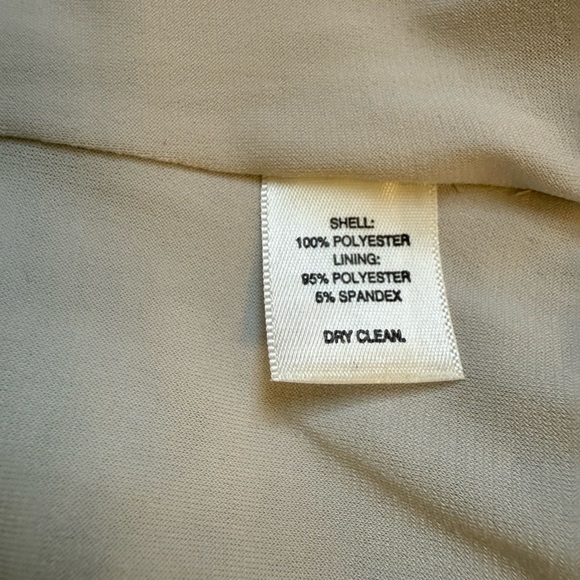 SHELL:
100% POLYESTER
LINING:
95% POLYESTER
5% SPANDEX
DRY CLEAN.